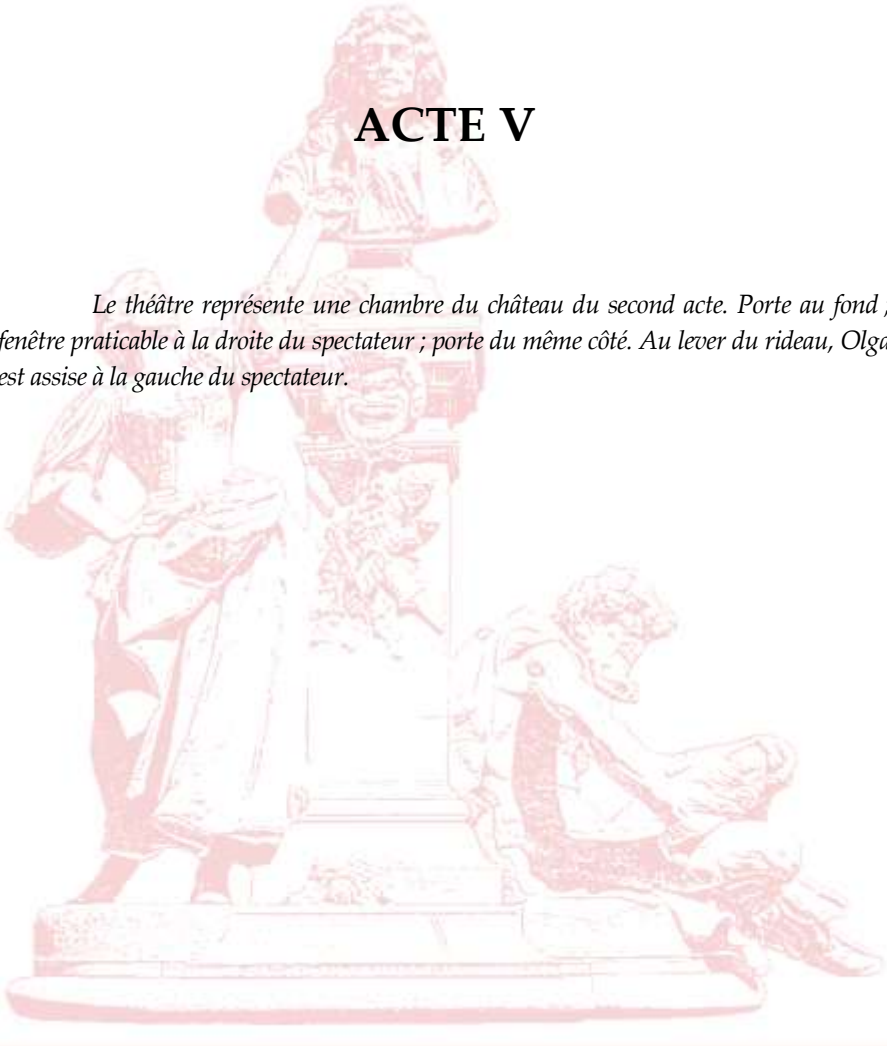 ACTE V
Le théâtre représente une chambre du château du second acte. Porte au fond ;
fenêtre praticable à la droite du spectateur ; porte du même côté. Au lever du rideau, Olga
est assise à la gauche du spectateur.